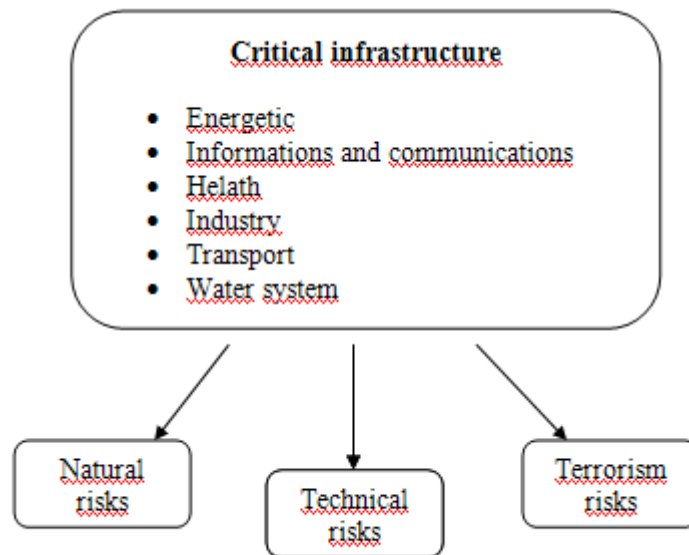 Critical infrastructure
• Energetic
• Informations and communications
• Helath
• Industry
• Transport
• Water system
Natural
risks
Technical
risks
Terrorism
risks